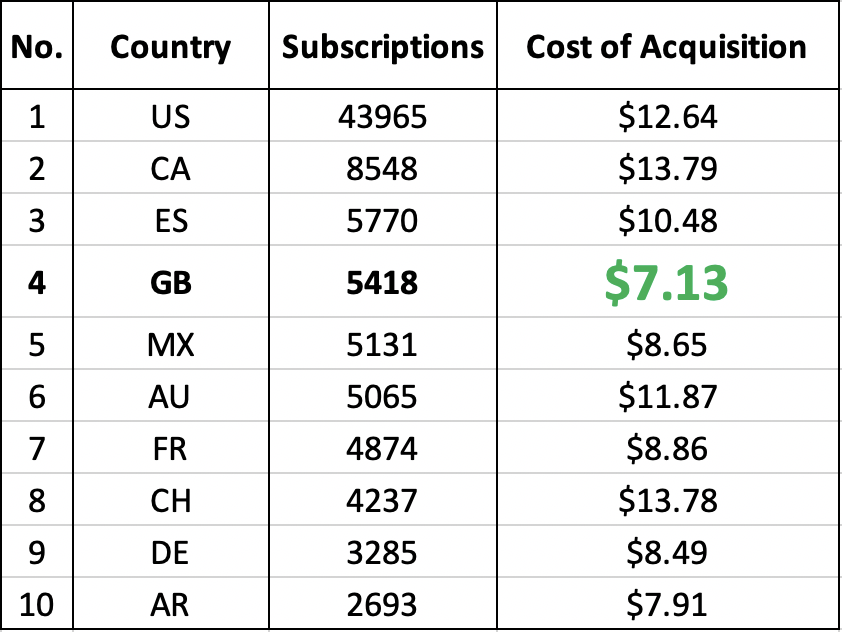 No. Country Subscriptions Cost of Acquisition
1 US 43965 $12.64
2 CA 8548 $13.79
3 ES 5770 $10.48
4 GB 5418 $7.13
5 MX 5131 $8.65
6 AU 5065 $11.87
7 FR 4874 $8.86
8 CH 4237 $13.78
9 DE 3285 $8.49
10 AR 2693 $7.91